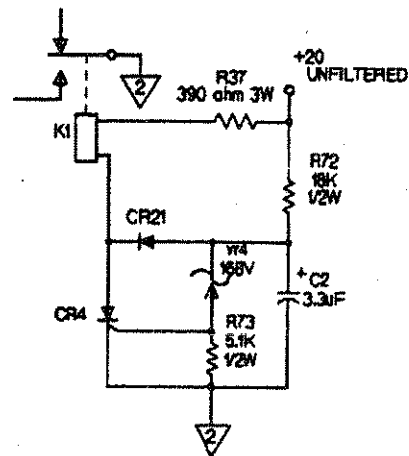 +20
UNFILTERED
R37
390 ohm 3W
2
K1
R72
18K
1/2W
CR21
VR4
168V
+
C2
3.3uF
CR4
R73
5.1K
1/2W
2